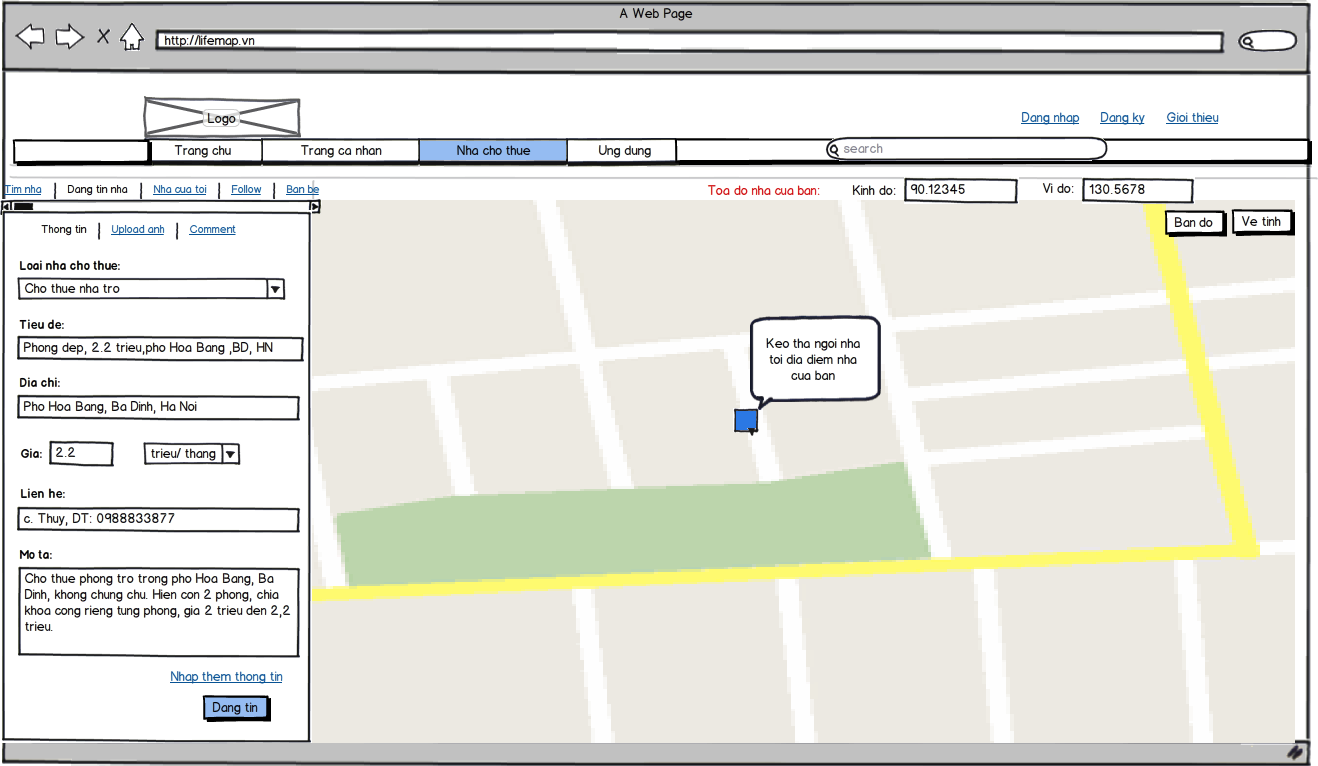 A Web Page
http://lifemap.vn
Logo
Dang nhap Dang ky Gioi thieu
Trang chu Trang ca nhan Nha cho thue Ung dung search
Tim nha Dang tin nha Nha cua toi Follow Ban be
Toa do nha cua ban: Kinh do: 90.12345 Vi do: 130.5678
Ban do Ve tinh
Thong tin Upload anh Comment
Loai nha cho thue:
Cho thue nha tro
Tieu de:
Phong dep, 2.2 trieu,pho Hoa Bang ,BD, HN
Dia chi:
Pho Hoa Bang, Ba Dinh, Ha Noi
Gia: 2.2 trieu/ thang
Lien he:
c. Thuy, DT: 0988833877
Mo ta:
Cho thue phong tro trong pho Hoa Bang, Ba
Dinh, khong chung chu. Hien con 2 phong, chia
khoa cong rieng tung phong, gia 2 trieu den 2,2
trieu.
Nhap them thong tin
Dang tin
Keo tha ngoi nha
toi dia diem nha
cua ban